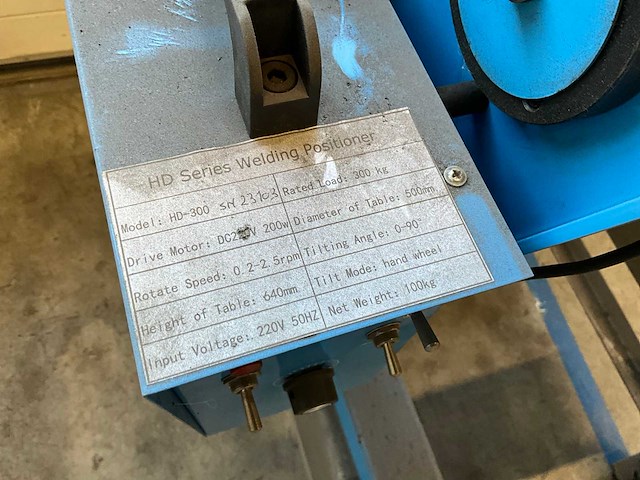 HD Series Welding Positioner
Model: HD-300 SN 23103 Rated Load: 300 kg
Drive Motor: 200w Diameter of Table: 500mm
Rotate Speed: 0.2-2.5rpm Tilting Angle: 0-90°
Height of Table: 640mm Tilt Mode: hand wheel
Input Voltage: 220V 50HZ Net Weight: 100kg